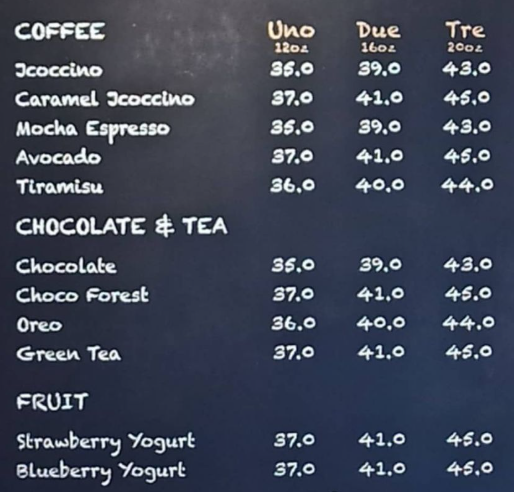 COFFEE Uno Due Tre
12oz 16oz 20oz
Jcoccino 35.0 39.0 43.0
Caramel Jcoccino 37.0 41.0 45.0
Mocha Espresso 35.0 39.0 43.0
Avocado 37.0 41.0 45.0
Tiramisu 36.0 40.0 44.0
CHOCOLATE & TEA
Chocolate 35.0 39.0 43.0
Choco Forest 37.0 41.0 45.0
Oreo 36.0 40.0 44.0
Green Tea 37.0 41.0 45.0
FRUIT
Strawberry Yogurt 37.0 41.0 45.0
Blueberry Yogurt 37.0 41.0 45.0